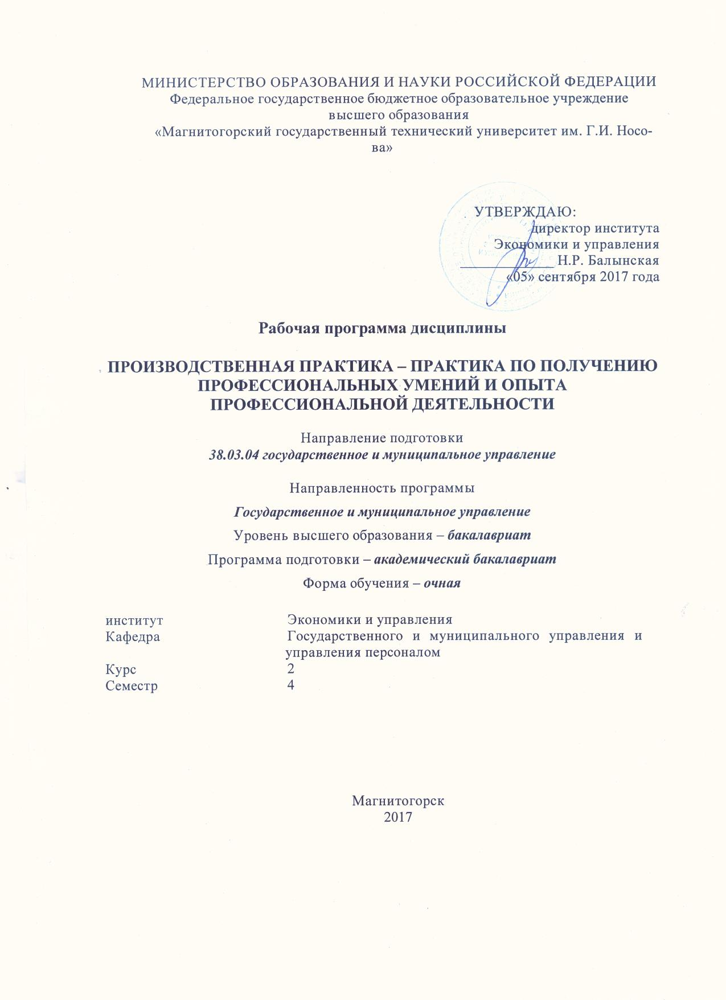 МИНИСТЕРСТВО ОБРАЗОВАНИЯ И НАУКИ РОССИЙСКОЙ ФЕДЕРАЦИИ
Федеральное государственное бюджетное образовательное учреждение
высшего образования
«Магнитогорский государственный технический университет им. Г.И. Носо-
ва»
УТВЕРЖДАЮ:
директор института
Экономики и управления
_____________ Н.Р. Балынская
«05» сентября 2017 года
Рабочая программа дисциплины
ПРОИЗВОДСТВЕННАЯ ПРАКТИКА – ПРАКТИКА ПО ПОЛУЧЕНИЮ
ПРОФЕССИОНАЛЬНЫХ УМЕНИЙ И ОПЫТА
ПРОФЕССИОНАЛЬНОЙ ДЕЯТЕЛЬНОСТИ
Направление подготовки
38.03.04 государственное и муниципальное управление
Направленность программы
Государственное и муниципальное управление
Уровень высшего образования – бакалавриат
Программа подготовки – академический бакалавриат
Форма обучения – очная
институт Экономики и управления
Кафедра Государственного и муниципального управления и
управления персоналом
Курс 2
Семестр 4
Магнитогорск
2017